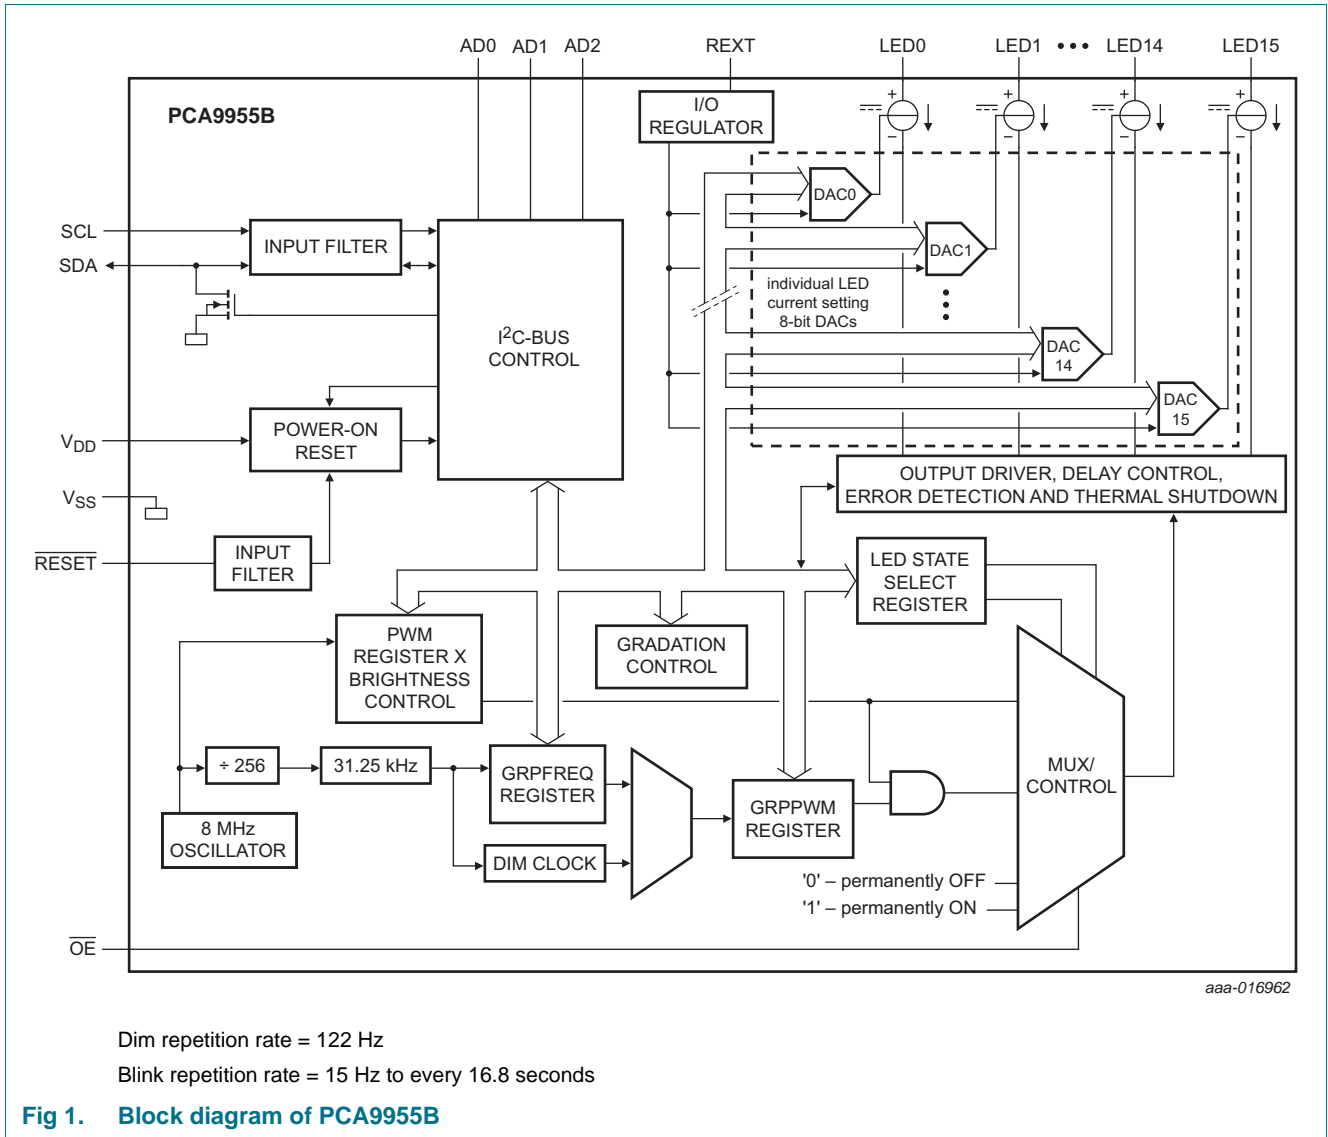 AD0 AD1 AD2 REXT LED0 LED1 ••• LED14 LED15
PCA9955B
I/O
REGULATOR
+ + + +
− − − −
DAC0
SCL
INPUT FILTER
DAC1
SDA
individual LED
current setting
8-bit DACs
I2C-BUS
CONTROL
DAC
14
DAC
15
VDD
POWER-ON
RESET
VSS
OUTPUT DRIVER, DELAY CONTROL,
ERROR DETECTION AND THERMAL SHUTDOWN
RESET
INPUT
FILTER
LED STATE
SELECT
REGISTER
PWM
REGISTER X
BRIGHTNESS
CONTROL
GRADATION
CONTROL
÷ 256
31.25 kHz
GRPFREQ
REGISTER
MUX/
CONTROL
GRPPWM
REGISTER
8 MHz
OSCILLATOR
DIM CLOCK
'0' – permanently OFF
'1' – permanently ON
OE
aaa-016962
Dim repetition rate = 122 Hz
Blink repetition rate = 15 Hz to every 16.8 seconds
Fig 1. Block diagram of PCA9955B